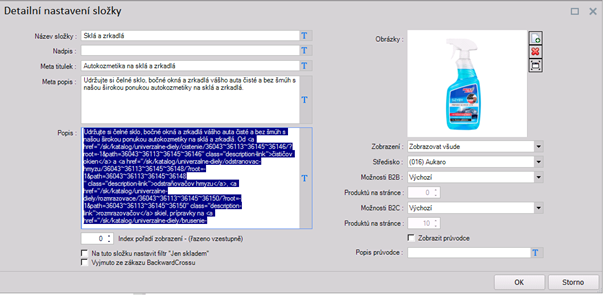 Detailní nastavení složky
Název složky :
Sklá a zrkadlá
T
Nadpis :
T
Meta titulek :
Autokozmetika na sklá a zrkadlá
T
Meta popis :
Udržujte si čelné sklo, bočné okná a zrkadlá vášho auta čisté a bez šmúh s
našou širokou ponukou autokozmetiky na sklá a zrkadlá.
T
Popis :
Udržujte si čelné sklo, bočné okná a zrkadlá vášho auta čisté a bez šmúh s
našou širokou ponukou autokozmetiky na sklá a zrkadlá. Od <a
href="/sk/katalog/univerzalne-diely/cistenie/36043~36113~36145~36146/?
root=-1&path=36043~36113~36145~36146" class="description-link">čističov
okien</a> a <a href="/sk/katalog/univerzalne-diely/odstranovac-
hmyzu/36043~36113~36145~36148/?root=-
1&path=36043~36113~36145~36148
" class="description-link">odstraňovačov hmyzu</a>, <a
href="/sk/katalog/univerzalne-
diely/rozmrazovace/36043~36113~36145~36150/?root=-
1&path=36043~36113~36145~36150" class="description-
link">rozmrazovačov</a> skiel, prípravky na <a
href="/sk/katalog/univerzalne-diely/brusenie-
T
0
Index pořadí zobrazení - (řazeno vzestupně)
Na tuto složku nastavit filtr "Jen skladem"
Vyjmuto ze zákazu BackwardCrossu
Obrázky:
Zobrazení :
Zobrazovat všude
Středisko :
(016) Aukaro
Možnosti B2B :
Výchozí
Produktů na stránce :
0
Možnosti B2C :
Výchozí
Produktů na stránce :
10
Zobrazit průvodce
Popis průvodce :
T
OK
Storno